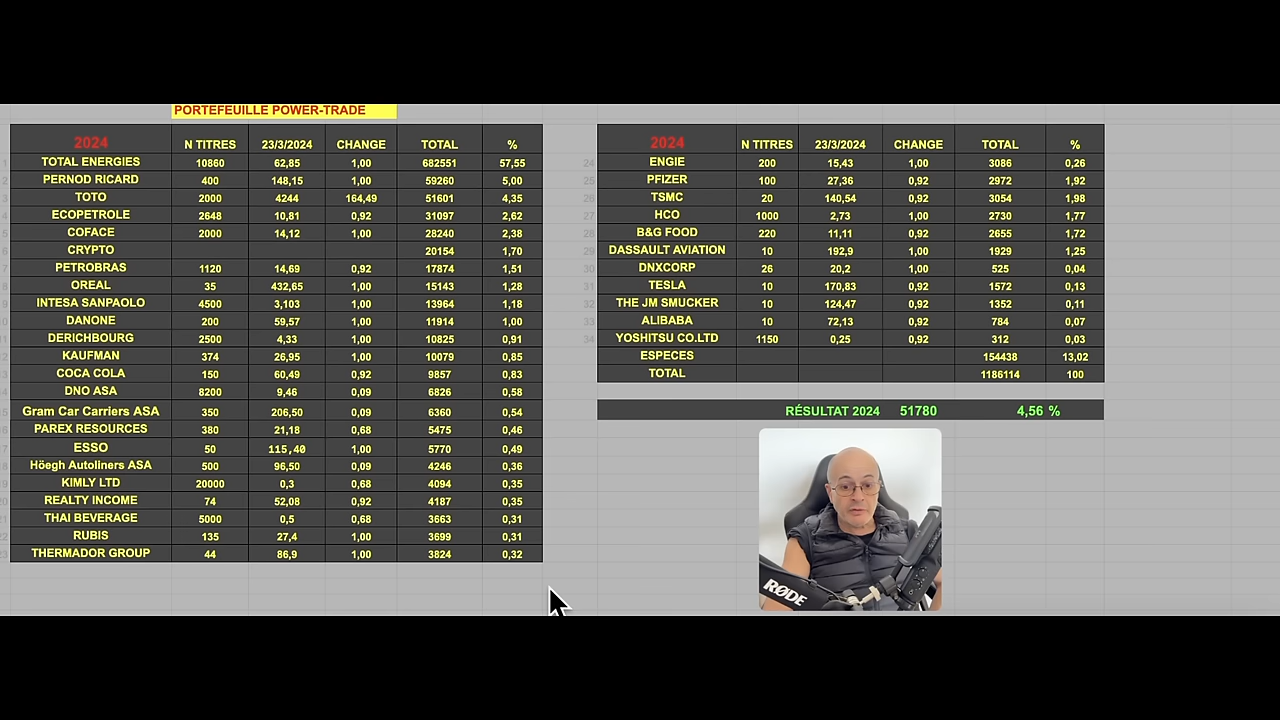 PORTEFEUILLE POWER-TRADE
2024 N TITRES 23/3/2024 CHANGE TOTAL %
TOTAL ENERGIES 10860 62,85 1,00 682551 57,55
PERNOD RICARD 400 148,15 1,00 59260 5,00
TOTO 2000 4244 164,49 51601 4,35
ECOPETROLE 2648 10,81 0,92 31097 2,62
COFACE 2000 14,12 1,00 28240 2,38
CRYPTO 20154 1,70
PETROBRAS 1120 14,69 0,92 17874 1,51
OREAL 35 432,65 1,00 15143 1,28
INTESA SANPAOLO 4500 3,103 1,00 13964 1,18
DANONE 200 59,57 1,00 11914 1,00
DERICHBOURG 2500 4,33 1,00 10825 0,91
KAUFMAN 374 26,95 1,00 10079 0,85
COCA COLA 150 60,49 0,92 9857 0,83
DNO ASA 8200 9,46 0,09 6826 0,58
Gram Car Carriers ASA 350 206,50 0,09 6360 0,54
PAREX RESOURCES 380 21,18 0,68 5475 0,46
ESSO 50 115,40 1,00 5770 0,49
Höegh Autoliners ASA 500 96,50 0,09 4246 0,36
KIMLY LTD 20000 0,3 0,68 4094 0,35
REALTY INCOME 74 52,08 0,92 4187 0,35
THAI BEVERAGE 5000 0,5 0,68 3663 0,31
RUBIS 135 27,4 1,00 3699 0,31
THERMADOR GROUP 44 86,9 1,00 3824 0,32
2024 N TITRES 23/3/2024 CHANGE TOTAL %
24 ENGIE 200 15,43 1,00 3086 0,26
25 PFIZER 100 27,36 0,92 2972 1,92
26 TSMC 20 140,54 0,92 3054 1,98
27 HCO 1000 2,73 1,00 2730 1,77
28 B&G FOOD 220 11,11 0,92 2655 1,72
29 DASSAULT AVIATION 10 192,9 1,00 1929 1,25
30 DNXCORP 26 20,2 1,00 525 0,04
31 TESLA 10 170,83 0,92 1572 0,13
32 THE JM SMUCKER 10 124,47 0,92 1352 0,11
33 ALIBABA 10 72,13 0,92 784 0,07
34 YOSHITSU CO.LTD 1150 0,25 0,92 312 0,03
ESPECES 154438 13,02
TOTAL 1186114 100
RÉSULTAT 2024 51780 4,56 %
RØDE